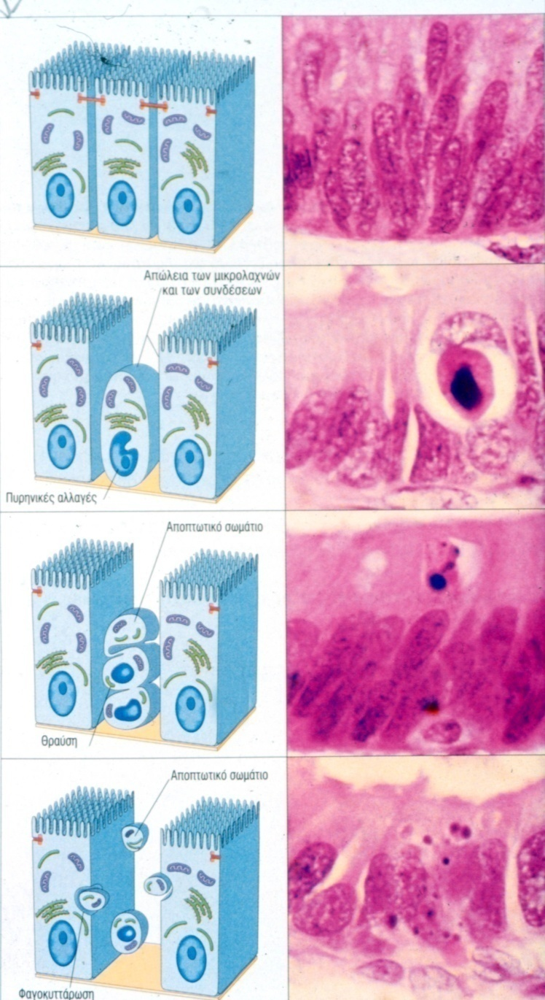 Απώλεια των μικρολαχνών
και των συνδέσεων
Πυρηνικές αλλαγές
Αποπτωτικό σωμάτιο
Θραύση
Αποπτωτικό σωμάτιο
Φαγοκυττάρωση